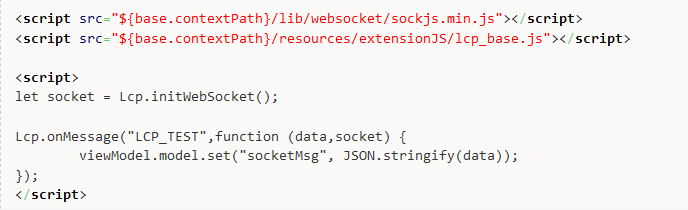 <script src="${base.contextPath}/lib/websocket/sockjs.min.js"></script>
<script src="${base.contextPath}/resources/extensionJS/lcp_base.js"></script>
<script>
let socket = Lcp.initWebSocket();
Lcp.onMessage("LCP_TEST",function (data,socket) {
viewModel.model.set("socketMsg", JSON.stringify(data));
});
</script>